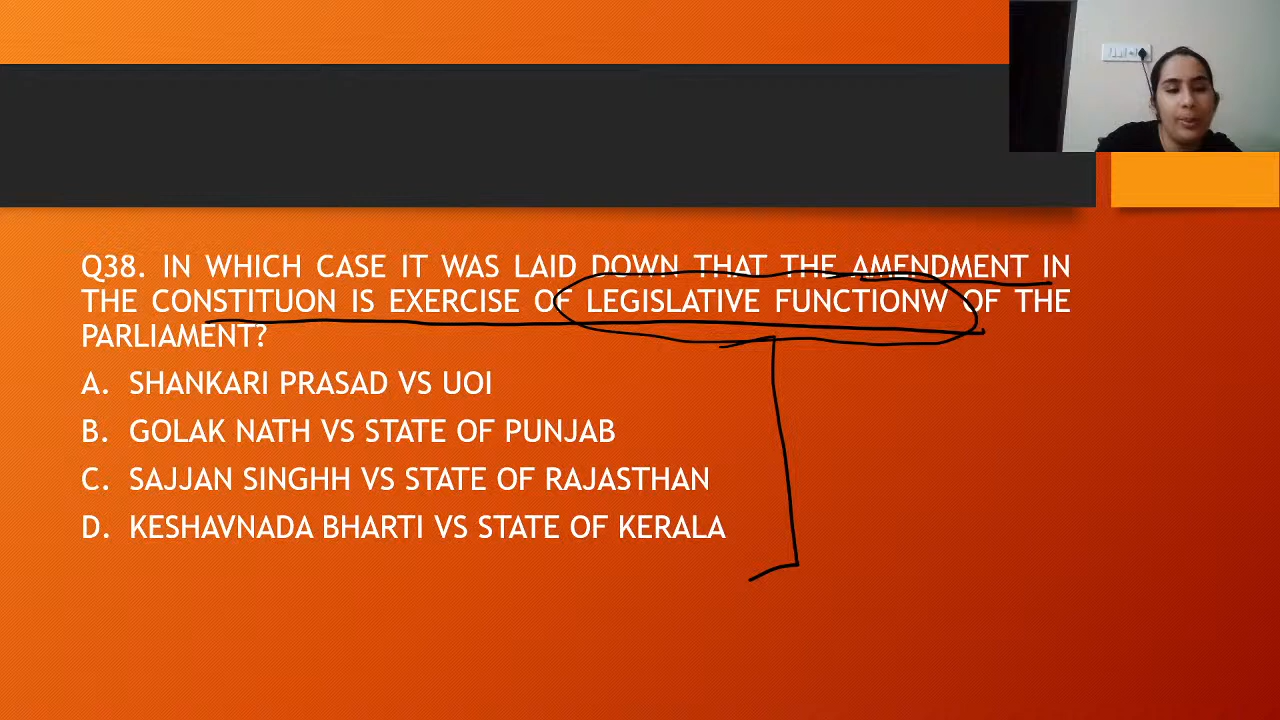 Q38. IN WHICH CASE IT WAS LAID DOWN THAT THE AMENDMENT IN
THE CONSTITUON IS EXERCISE OF LEGISLATIVE FUNCTIONW OF THE
PARLIAMENT?
A. SHANKARI PRASAD VS UOI
B. GOLAK NATH VS STATE OF PUNJAB
C. SAJJAN SINGHH VS STATE OF RAJASTHAN
D. KESHAVNADA BHARTI VS STATE OF KERALA